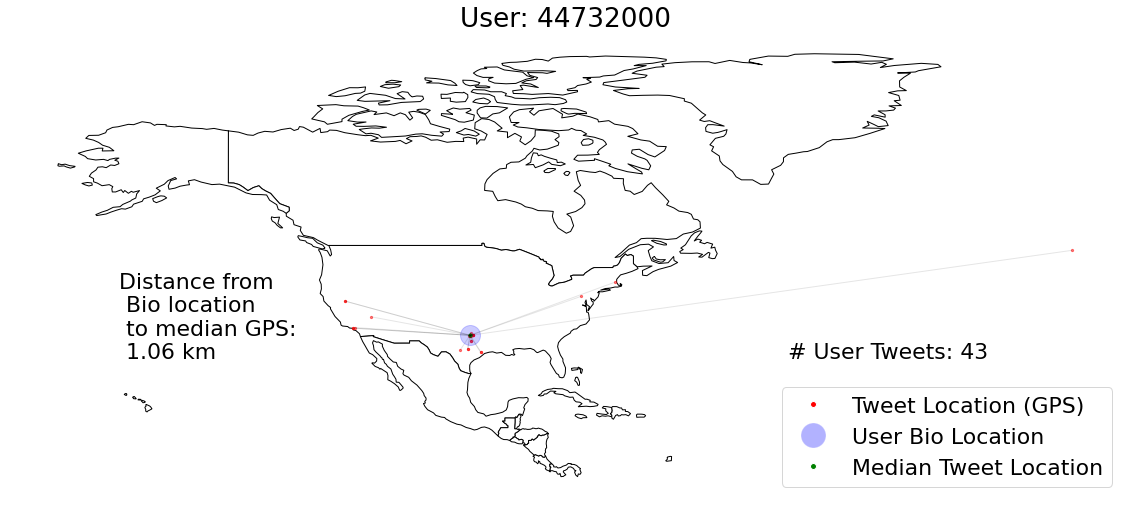 User: 44732000
Distance from
Bio location
to median GPS:
1.06 km
# User Tweets: 43
Tweet Location (GPS)
User Bio Location
Median Tweet Location